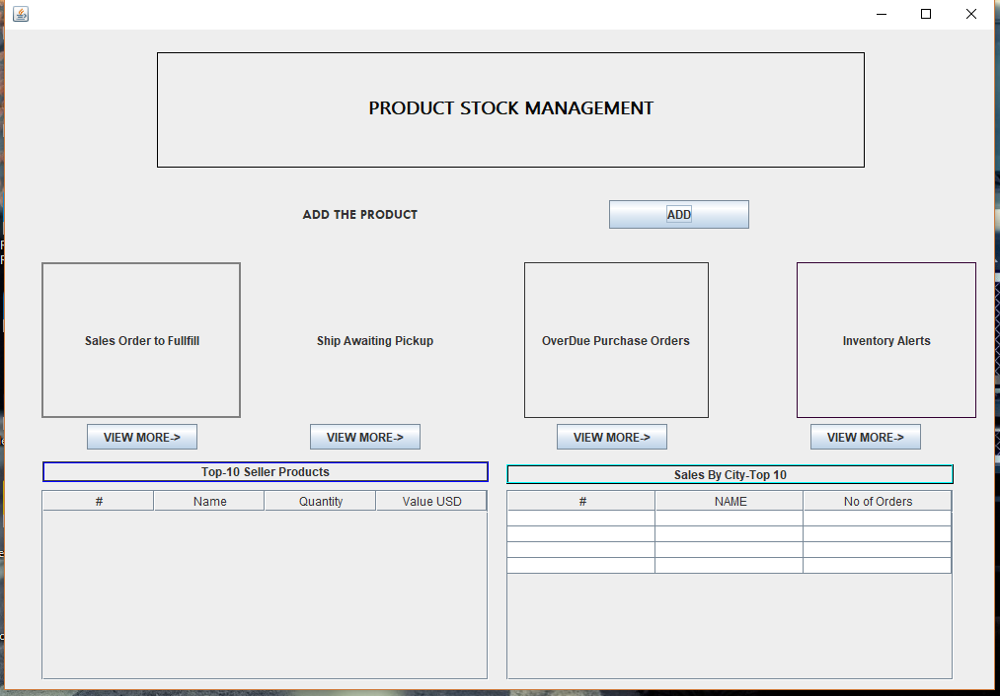 PRODUCT STOCK MANAGEMENT
ADD THE PRODUCT ADD
Sales Order to Fullfill Ship Awaiting Pickup OverDue Purchase Orders Inventory Alerts
VIEW MORE-> VIEW MORE-> VIEW MORE-> VIEW MORE->
Top-10 Seller Products
# Name Quantity Value USD
Sales By City-Top 10
# NAME No of Orders